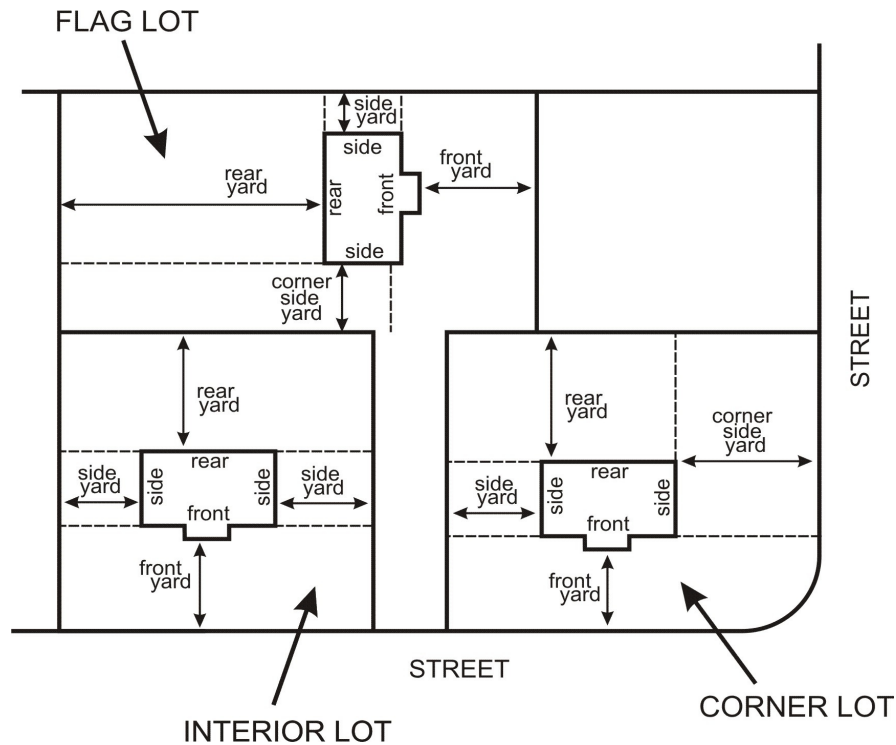 FLAG LOT
side
yard
side
rear
yard
rear
front
front
yard
side
corner
side
yard
STREET
rear
yard
rear
yard
corner
side
yard
side
yard
side
rear
side
front
side
yard
side
yard
side
rear
side
front
front
yard
front
yard
STREET
INTERIOR LOT
CORNER LOT